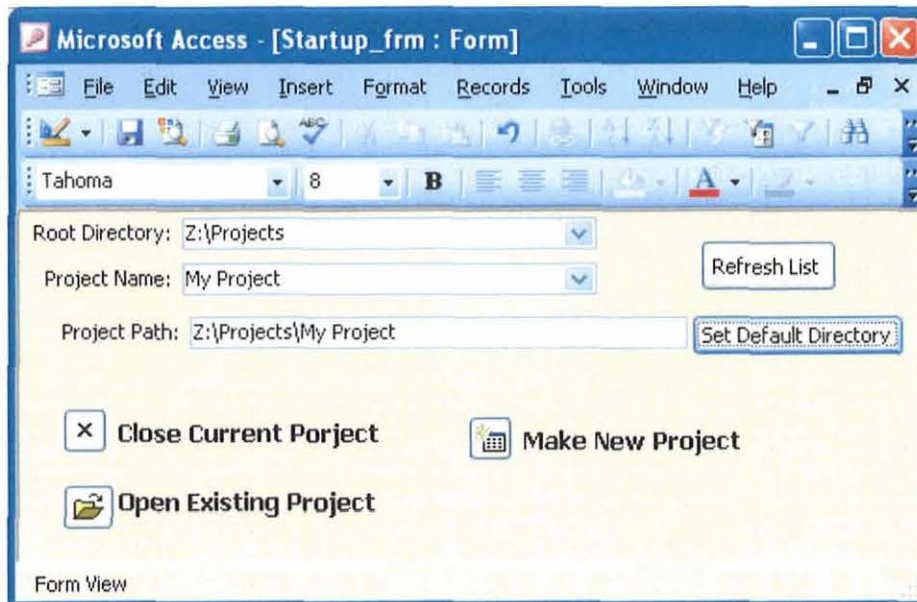 Microsoft Access - [Startup_frm : Form]
File Edit View Insert Format Records Tools Window Help
ABC
Tahoma 8 B A
Root Directory: Z:\Projects
Refresh List
Project Name: My Project
Project Path: Z:\Projects\My Project Set Default Directory
Close Current Porject Make New Project
Open Existing Project
Form View